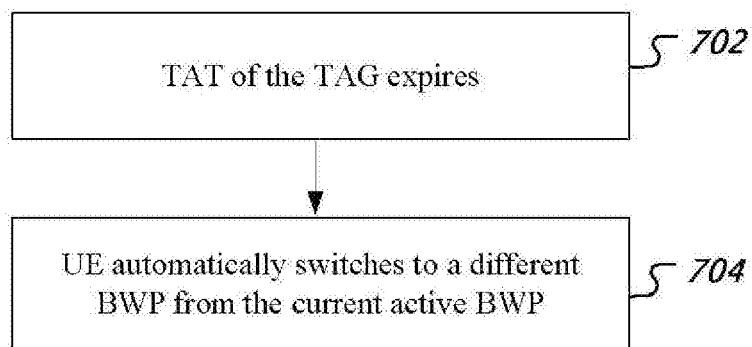 TAT of the TAG expires
702
UE automatically switches to a different
BWP from the current active BWP
704